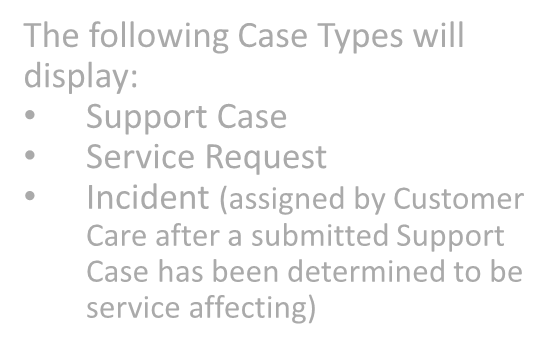 The following Case Types will
display:
• Support Case
• Service Request
• Incident (assigned by Customer
Care after a submitted Support
Case has been determined to be
service affecting)